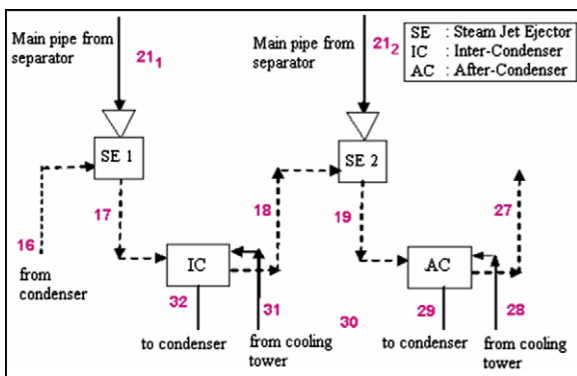 Main pipe from
separator
21₁
Main pipe from
separator
21₂
SE : Steam Jet Ejector
IC : Inter-Condenser
AC : After-Condenser
SE 1
SE 2
16
17
18
19
27
from
condenser
IC
AC
32
31
30
29
28
to condenser
from cooling
tower
to condenser
from cooling
tower